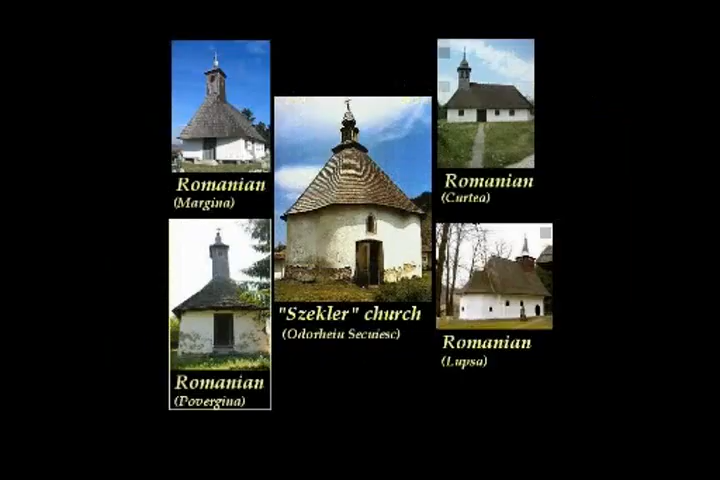 Romanian
(Margina)
Romanian
(Curtea)
"Szekler" church
(Odorheiu Secuiesc)
Romanian
(Povergina)
Romanian
(Lupsa)